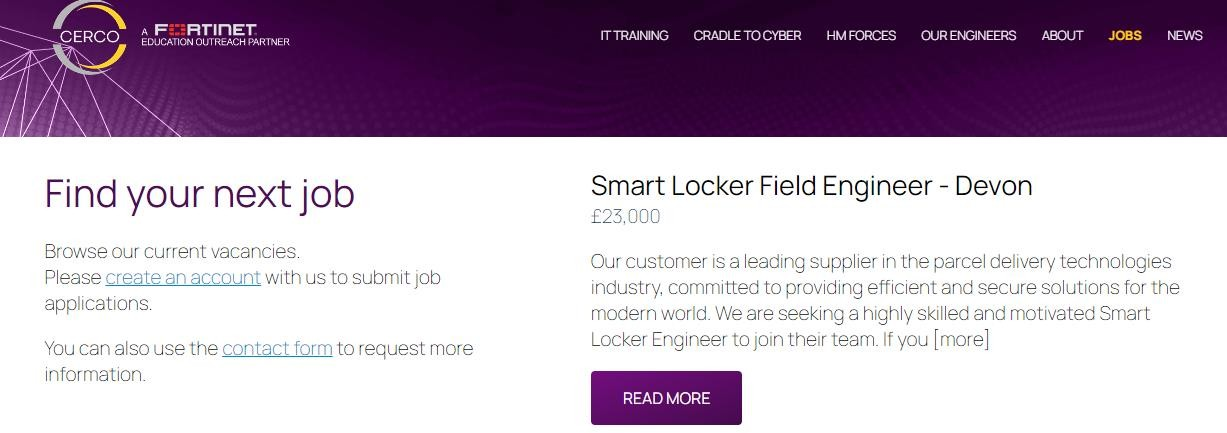 CERCO
A FORTINET
EDUCATION OUTREACH PARTNER
IT TRAINING CRADLE TO CYBER HM FORCES OUR ENGINEERS ABOUT JOBS NEWS
Find your next job
Browse our current vacancies.
Please create an account with us to submit job
applications.
You can also use the contact form to request more
information.
Smart Locker Field Engineer - Devon
£23,000
Our customer is a leading supplier in the parcel delivery technologies
industry, committed to providing efficient and secure solutions for the
modern world. We are seeking a highly skilled and motivated Smart
Locker Engineer to join their team. If you [more]
READ MORE